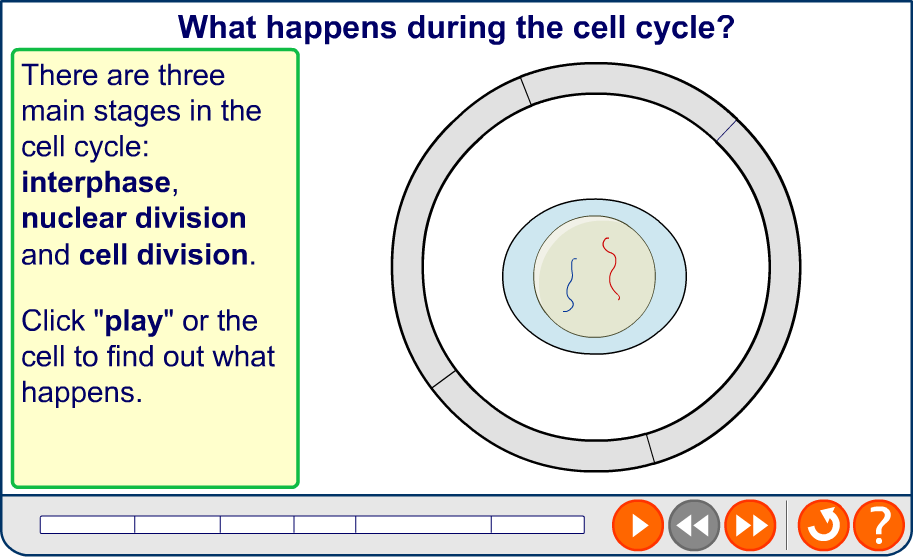 What happens during the cell cycle?
There are three
main stages in the
cell cycle:
interphase,
nuclear division
and cell division.
Click "play" or the
cell to find out what
happens.
?